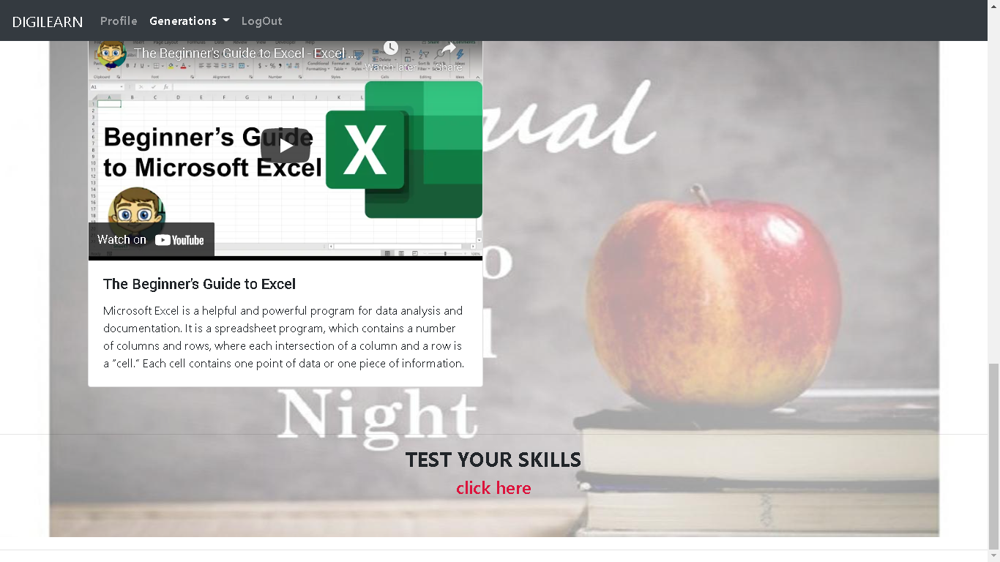 DIGILEARN Profile Generations LogOut
The Beginner's Guide to Excel - Excel ...
Watch later Share
Beginner's Guide
to Microsoft Excel
X
Watch on YouTube
The Beginner's Guide to Excel
Microsoft Excel is a helpful and powerful program for data analysis and
documentation. It is a spreadsheet program, which contains a number
of columns and rows, where each intersection of a column and a row is
a “cell.” Each cell contains one point of data or one piece of information.
Night
TEST YOUR SKILLS
click here